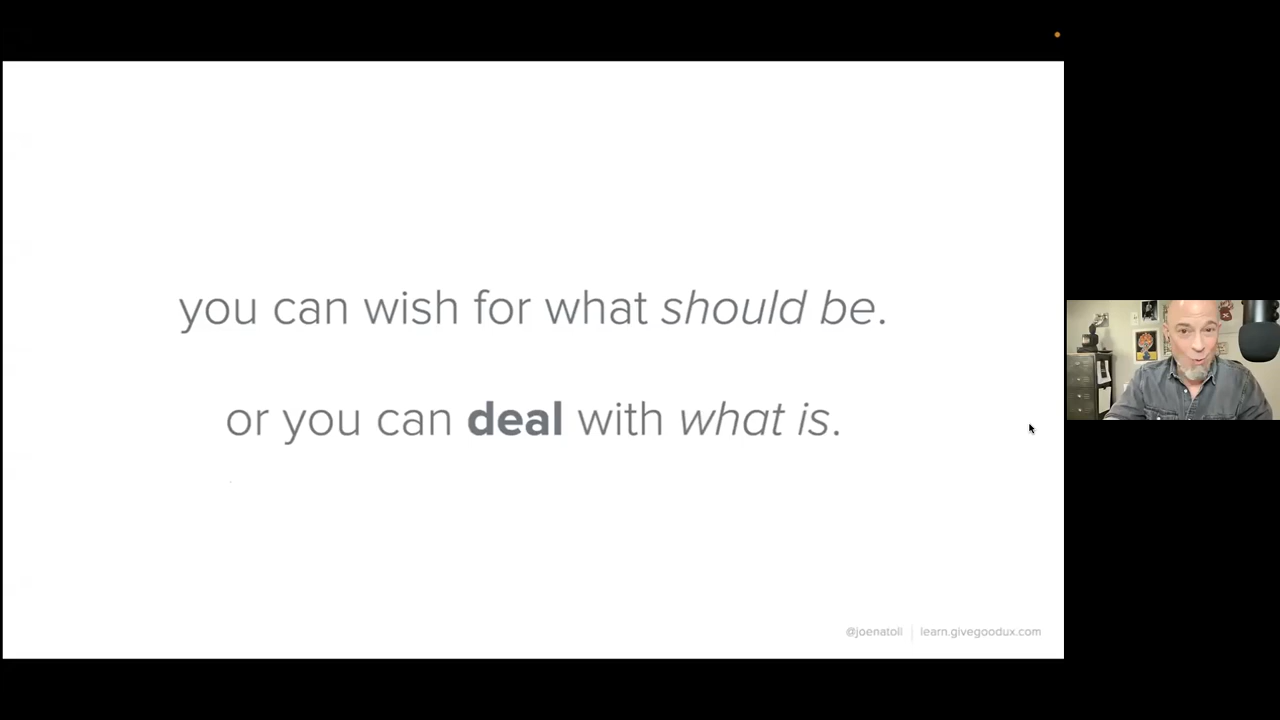 you can wish for what should be.
or you can deal with what is.
@joenatoli | learn.givegoodux.com